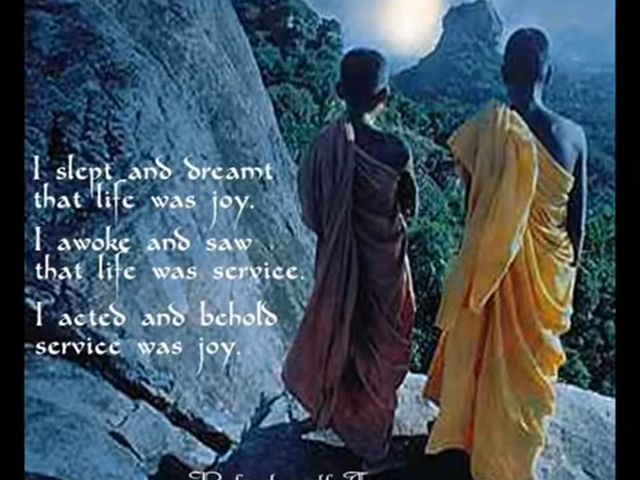 I slept and dreamt
that life was joy.
I awoke and saw
that life was service.
I acted and behold
service was joy.